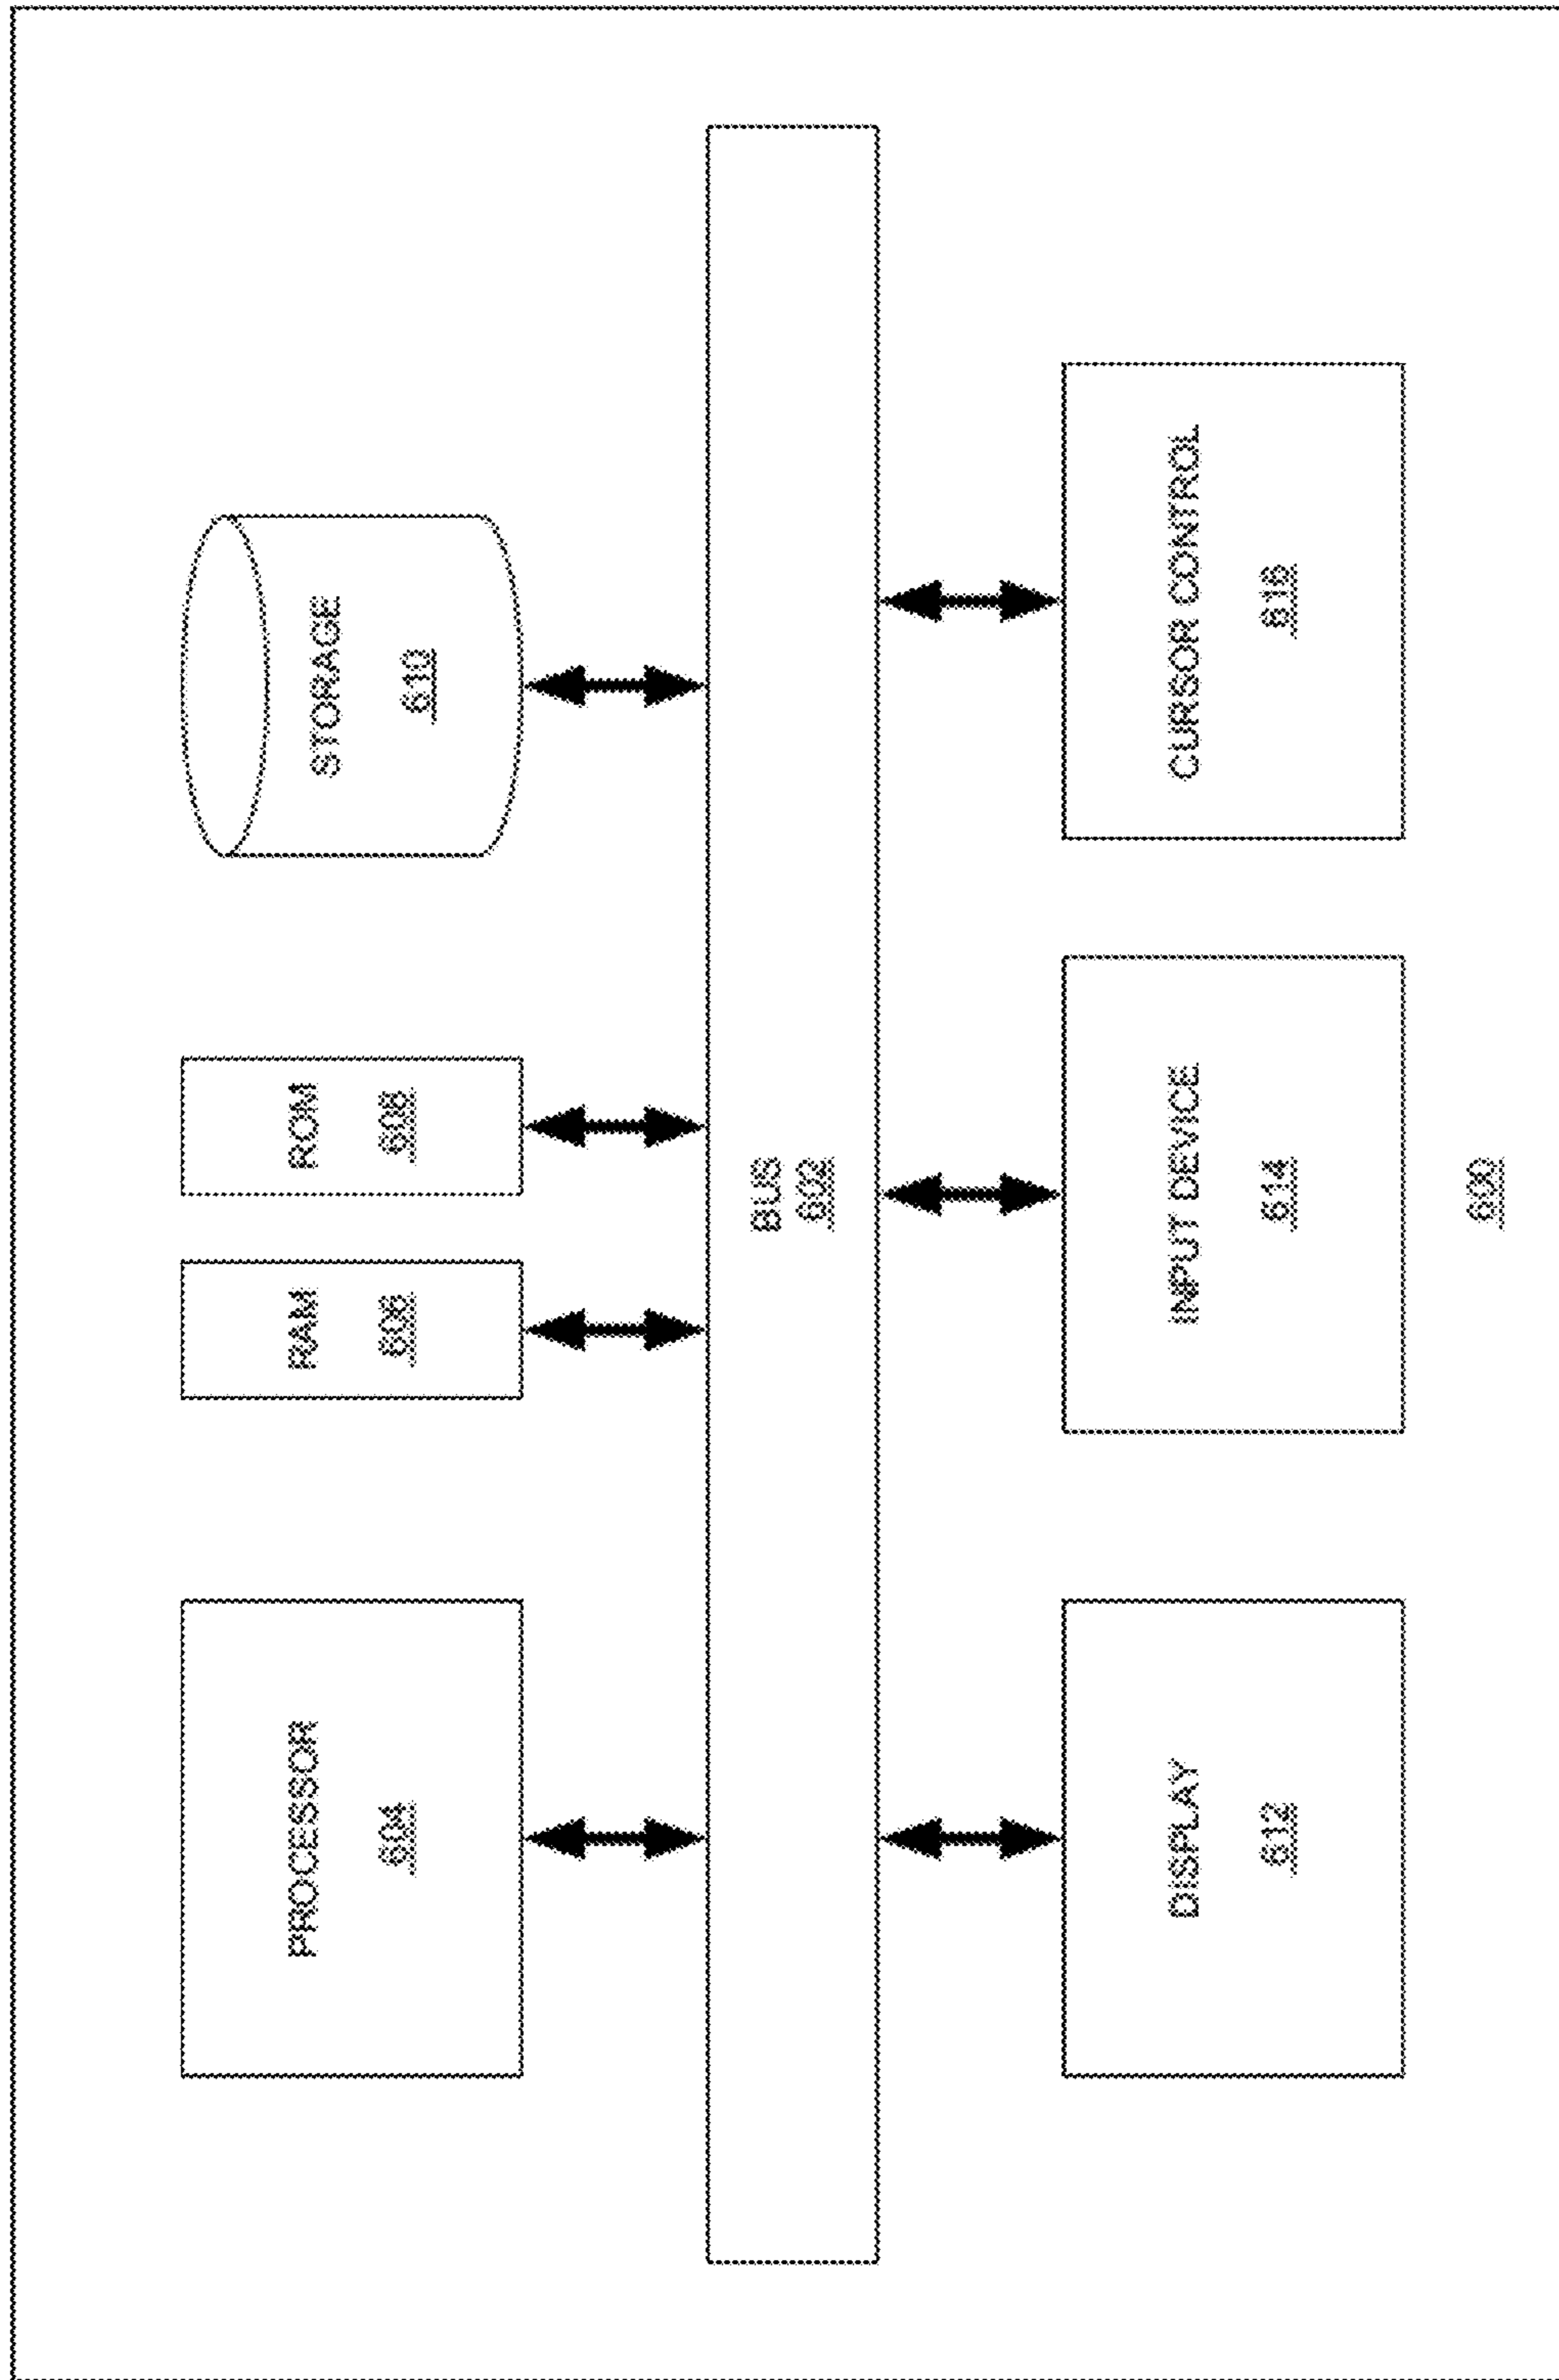 PROCESSOR
604
RAM
606
ROM
608
STORAGE
610
BUS
602
DISPLAY
612
INPUT DEVICE
614
CURSOR CONTROL
616
600